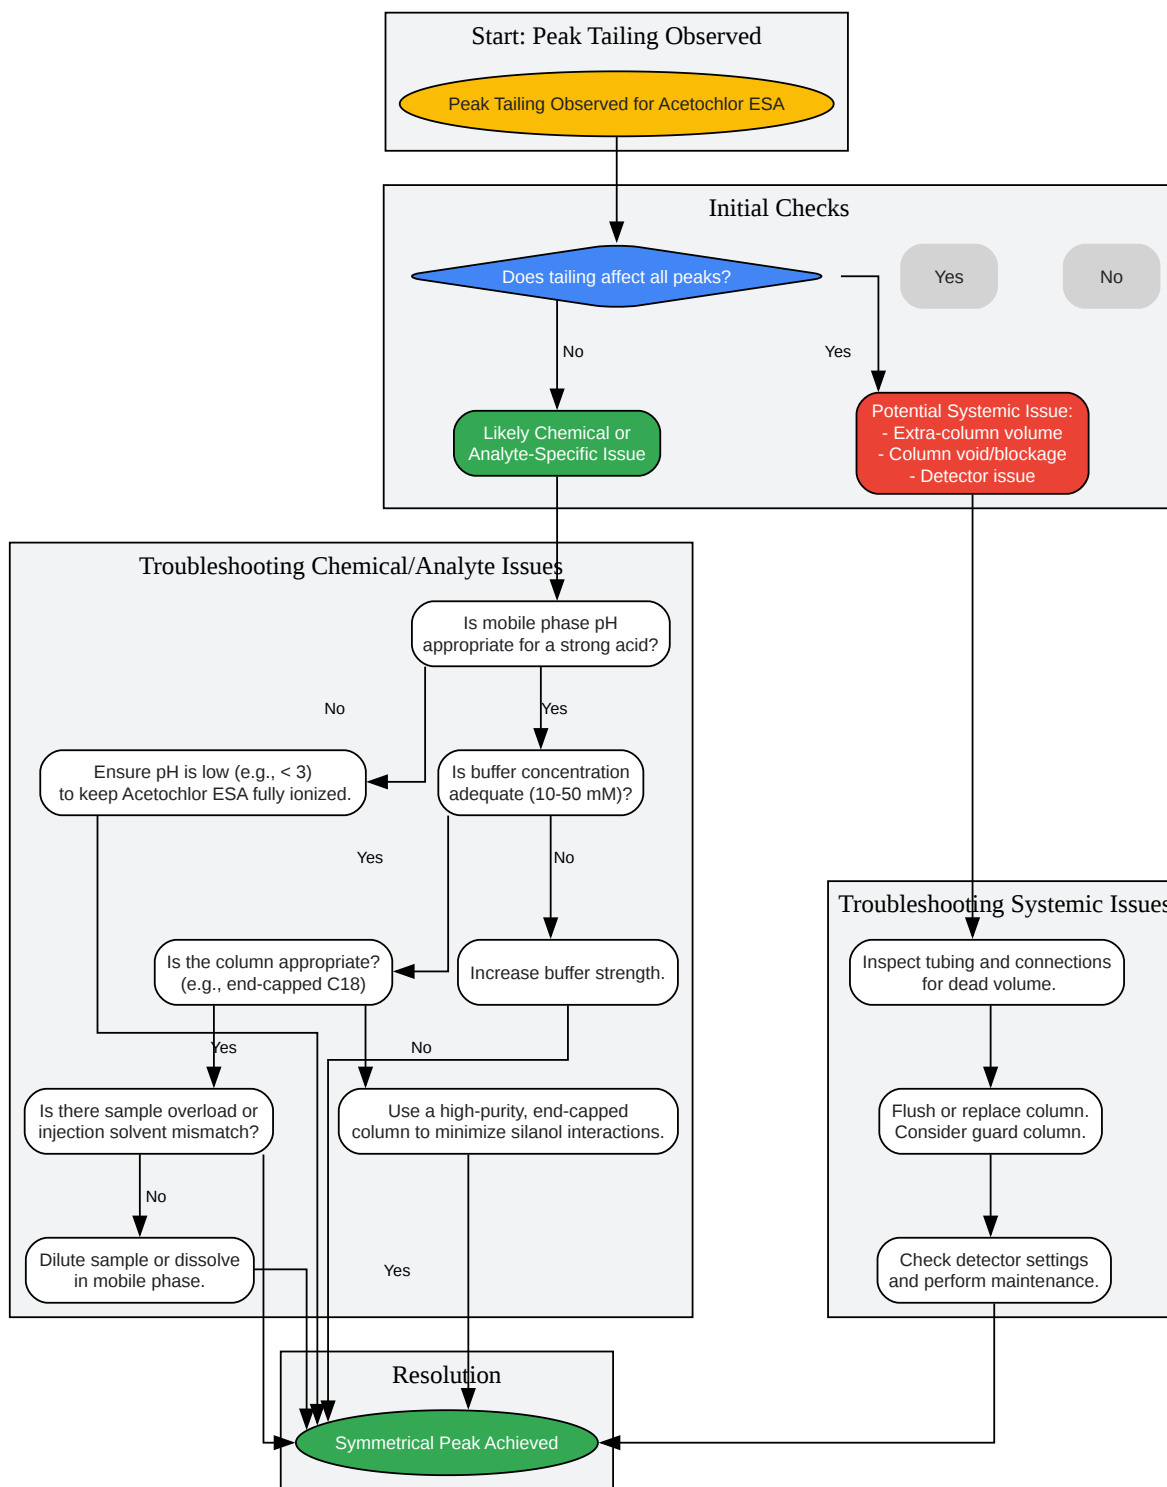 Start: Peak Tailing Observed
Peak Tailing Observed for Acetochlor ESA
Initial Checks
Does tailing affect all peaks?
Yes
No
No
Yes
Likely Chemical or
Analyte-Specific Issue
Potential Systemic Issue:
- Extra-column volume
- Column void/blockage
- Detector issue
Troubleshooting Chemical/Analyte Issues
Is mobile phase pH
appropriate for a strong acid?
No
Yes
Ensure pH is low (e.g., < 3)
to keep Acetochlor ESA fully ionized.
Is buffer concentration
adequate (10-50 mM)?
Yes
No
Is the column appropriate?
(e.g., end-capped C18)
Increase buffer strength.
Yes
No
Is there sample overload or
injection solvent mismatch?
Use a high-purity, end-capped
column to minimize silanol interactions.
No
Dilute sample or dissolve
in mobile phase.
Yes
Troubleshooting Systemic Issues
Inspect tubing and connections
for dead volume.
Flush or replace column.
Consider guard column.
Check detector settings
and perform maintenance.
Resolution
Symmetrical Peak Achieved